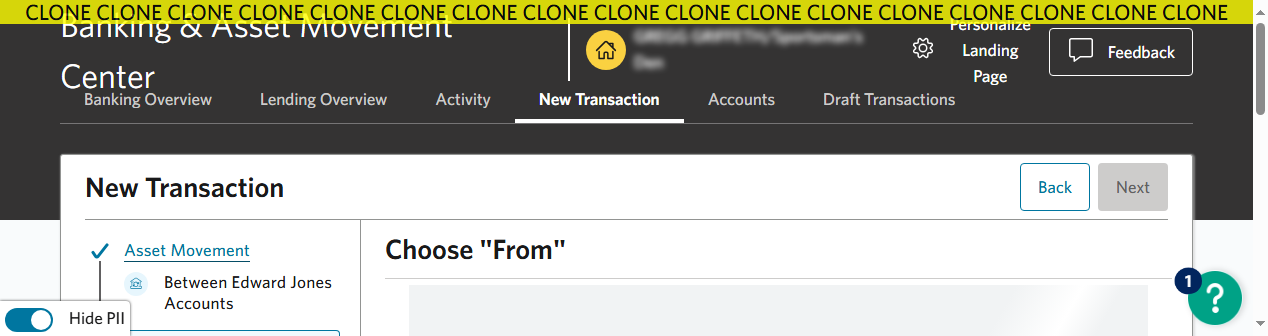 CLONE CLONE CLONE CLONE CLONE CLONE CLONE CLONE CLONE CLONE CLONE CLONE CLONE CLONE CLONE CLONE CLONE
Banking & Asset Movement
Center
Personalize
Landing
Page
Feedback
Banking Overview
Lending Overview
Activity
New Transaction
Accounts
Draft Transactions
New Transaction
Back
Next
Asset Movement
Between Edward Jones
Accounts
Choose "From"
Hide PII
1
?